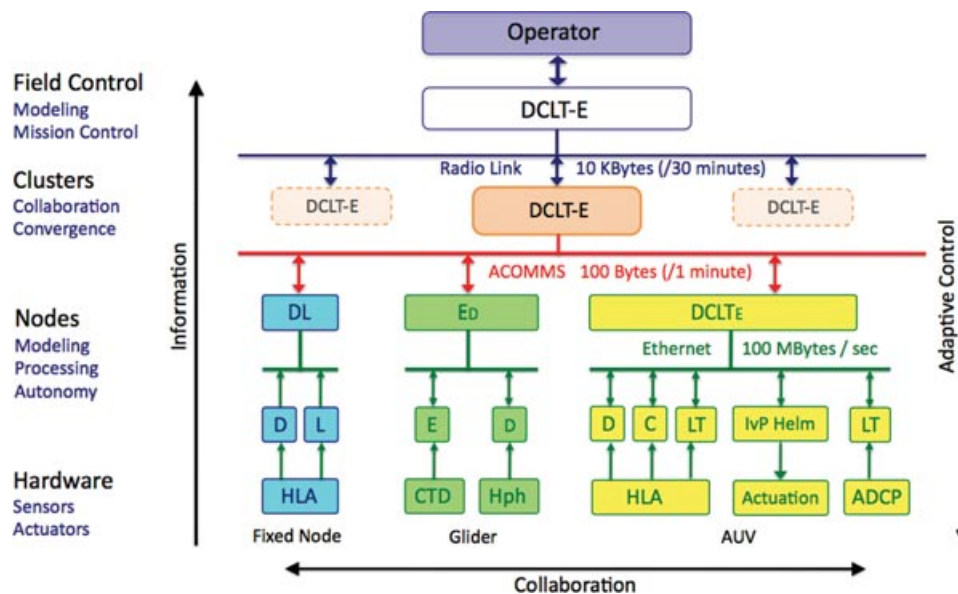 Operator
Field Control
Modeling
Mission Control
DCLT-E
Radio Link 10 KBytes (/30 minutes)
Clusters
Collaboration
Convergence
DCLT-E
DCLT-E
DCLT-E
ACOMMS 100 Bytes (/1 minute)
Information
Adaptive Control
Nodes
Modeling
Processing
Autonomy
DL
ED
DCLTE
Ethernet 100 MBytes / sec
D L E D D C LT IvP Helm LT
Hardware
Sensors
Actuators
HLA CTD Hph HLA Actuation ADCP
Fixed Node Glider AUV
Collaboration